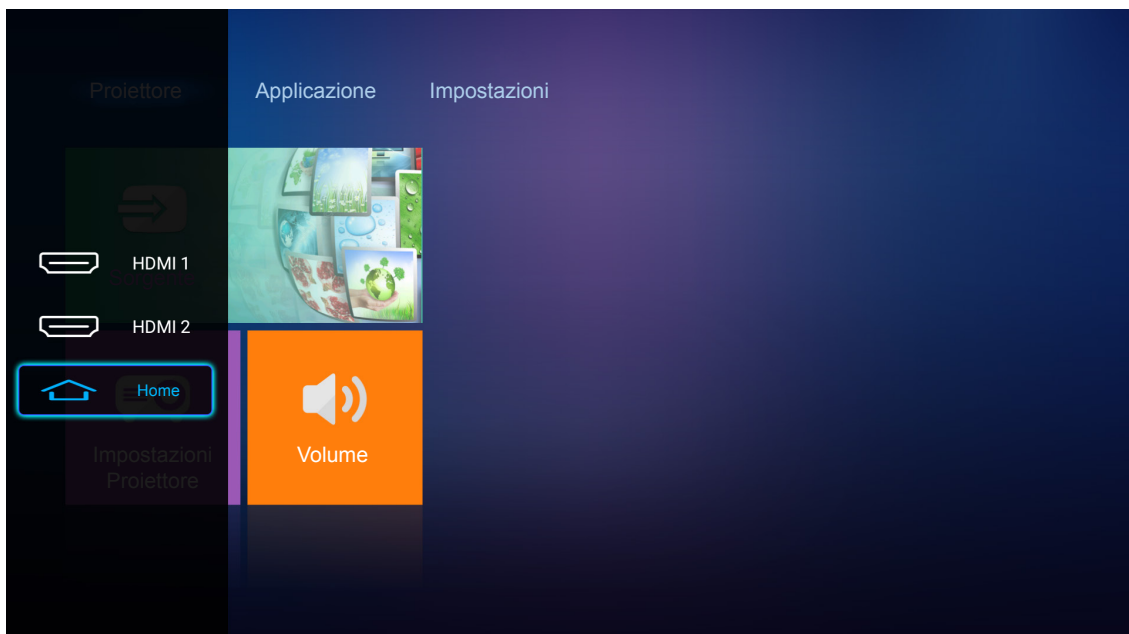 Proiettore Applicazione Impostazioni
HDMI 1
HDMI 2
Home
Impostazioni
Proiettore
Volume